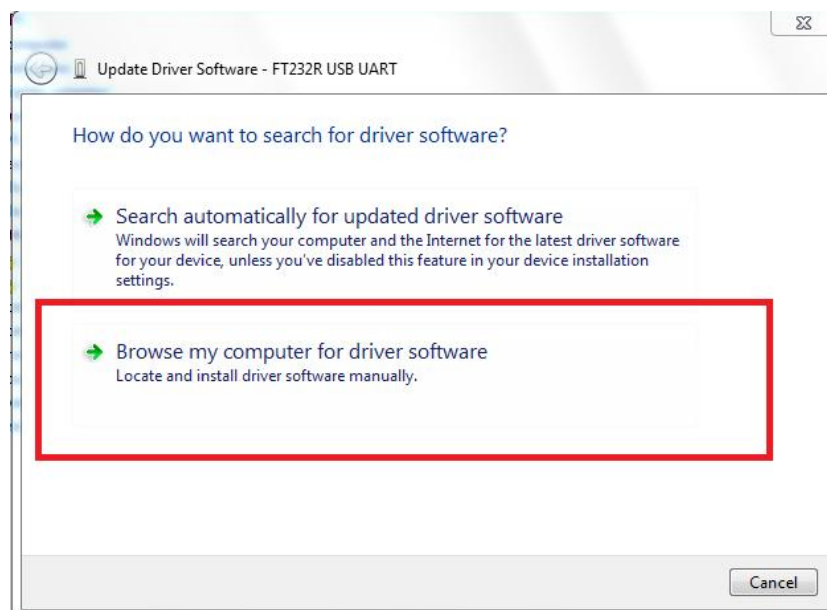 Update Driver Software - FT232R USB UART
How do you want to search for driver software?
Search automatically for updated driver software
Windows will search your computer and the Internet for the latest driver software
for your device, unless you've disabled this feature in your device installation
settings.
Browse my computer for driver software
Locate and install driver software manually.
Cancel